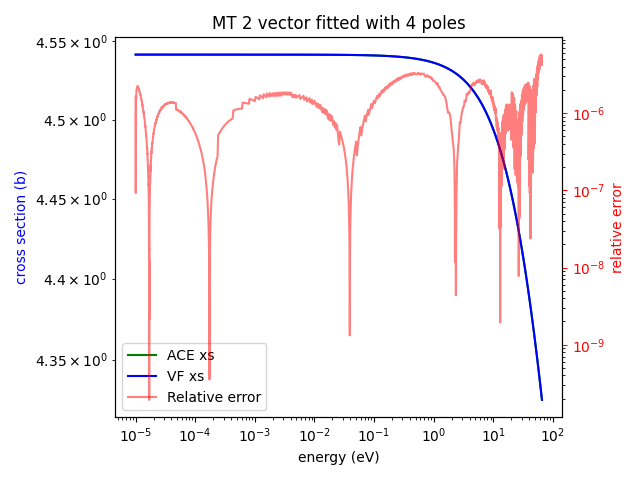 MT 2 vector fitted with 4 poles
cross section (b)
4.55 × 10⁰
4.5 × 10⁰
4.45 × 10⁰
4.4 × 10⁰
4.35 × 10⁰
10⁻⁶
10⁻⁷
10⁻⁸
10⁻⁹
relative error
ACE xs
VF xs
Relative error
10⁻⁵ 10⁻⁴ 10⁻³ 10⁻² 10⁻¹ 10⁰ 10¹ 10²
energy (eV)